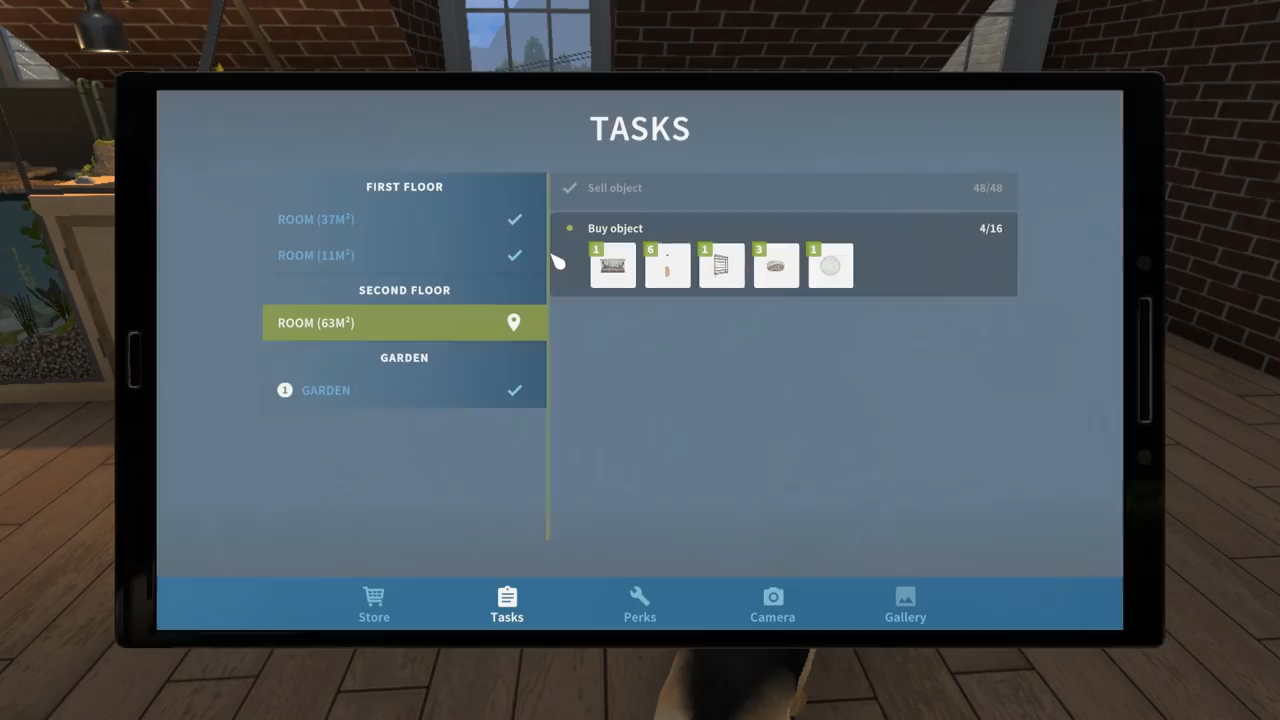 TASKS
FIRST FLOOR
ROOM (37M²)
ROOM (11M²)
SECOND FLOOR
ROOM (63M²)
GARDEN
1 GARDEN
Sell object 48/48
Buy object 4/16
1 6 1 3 1
Store Tasks Perks Camera Gallery